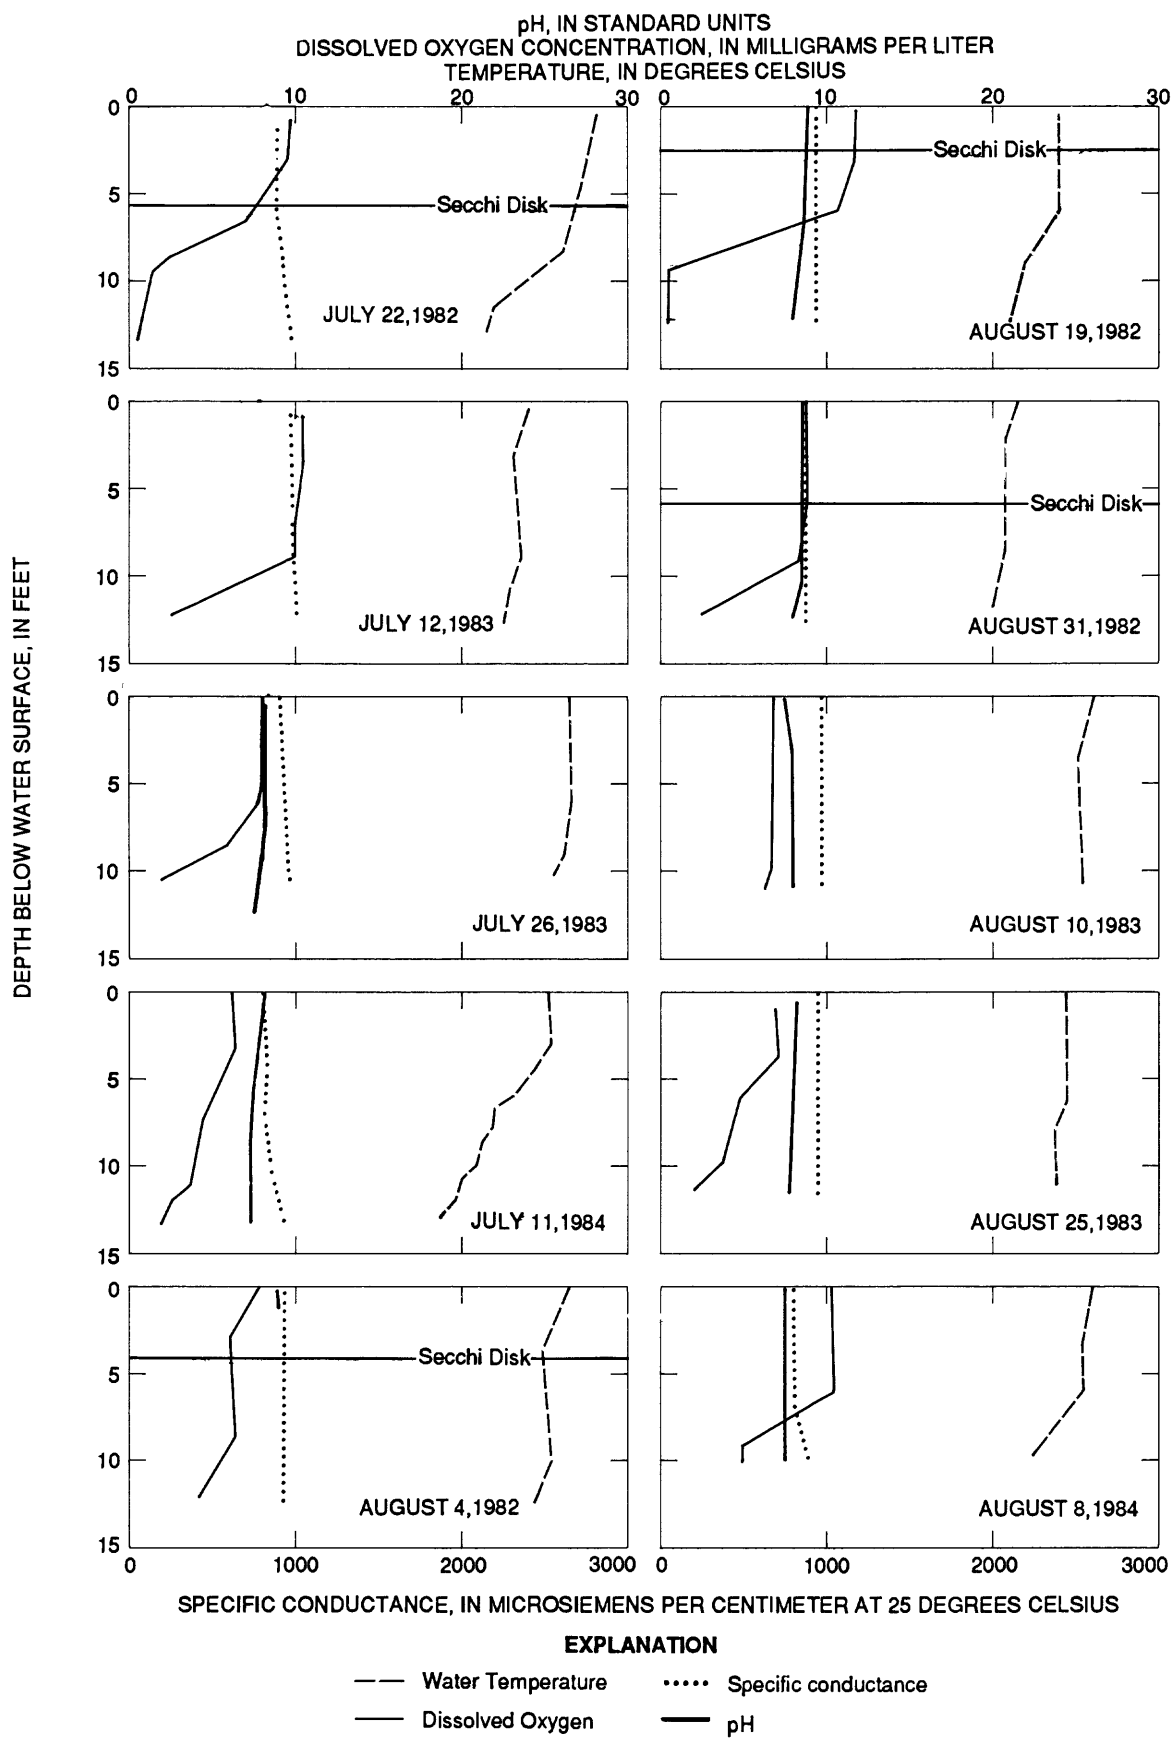 pH, IN STANDARD UNITS
DISSOLVED OXYGEN CONCENTRATION, IN MILLIGRAMS PER LITER
TEMPERATURE, IN DEGREES CELSIUS
0 10 20 30 0 10 20 30
0
5
10
15
Secchi Disk
JULY 22,1982
Secchi Disk
AUGUST 19,1982
0
5
10
15
JULY 12,1983
Secchi Disk
AUGUST 31,1982
DEPTH BELOW WATER SURFACE, IN FEET
0
5
10
15
JULY 26,1983
AUGUST 10,1983
0
5
10
15
JULY 11,1984
AUGUST 25,1983
0
5
10
15
Secchi Disk
AUGUST 4,1982
AUGUST 8,1984
0 1000 2000 3000 0 1000 2000 3000
SPECIFIC CONDUCTANCE, IN MICROSIEMENS PER CENTIMETER AT 25 DEGREES CELSIUS
EXPLANATION
Water Temperature
Specific conductance
Dissolved Oxygen
pH